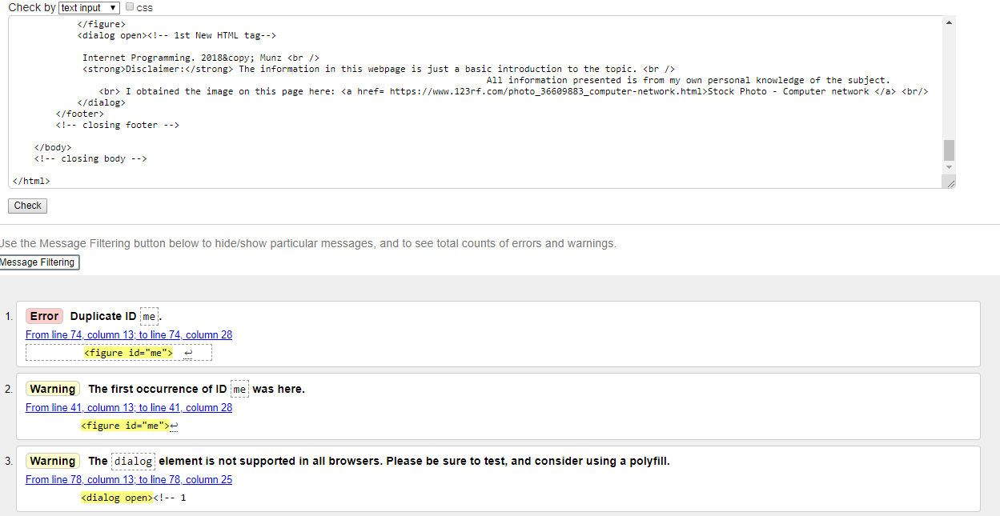 Check by text input ▼ css
</figure>
<dialog open><!-- 1st New HTML tag-->
Internet Programming. 2018&copy; Munz <br />
<strong>Disclaimer:</strong> The information in this webpage is just a basic introduction to the topic. <br />
All information presented is from my own personal knowledge of the subject.
<br> I obtained the image on this page here: <a href= https://www.123rf.com/photo_36609883_computer-network.html>Stock Photo - Computer network </a> <br/>
</dialog>
</footer>
<!-- closing footer -->
</body>
<!-- closing body -->
</html>
Check
Use the Message Filtering button below to hide/show particular messages, and to see total counts of errors and warnings.
Message Filtering
1. Error Duplicate ID me.
From line 74, column 13; to line 74, column 28
<figure id="me"> ↩
2. Warning The first occurrence of ID me was here.
From line 41, column 13; to line 41, column 28
<figure id="me">↩
3. Warning The dialog element is not supported in all browsers. Please be sure to test, and consider using a polyfill.
From line 78, column 13; to line 78, column 25
<dialog open><!-- 1